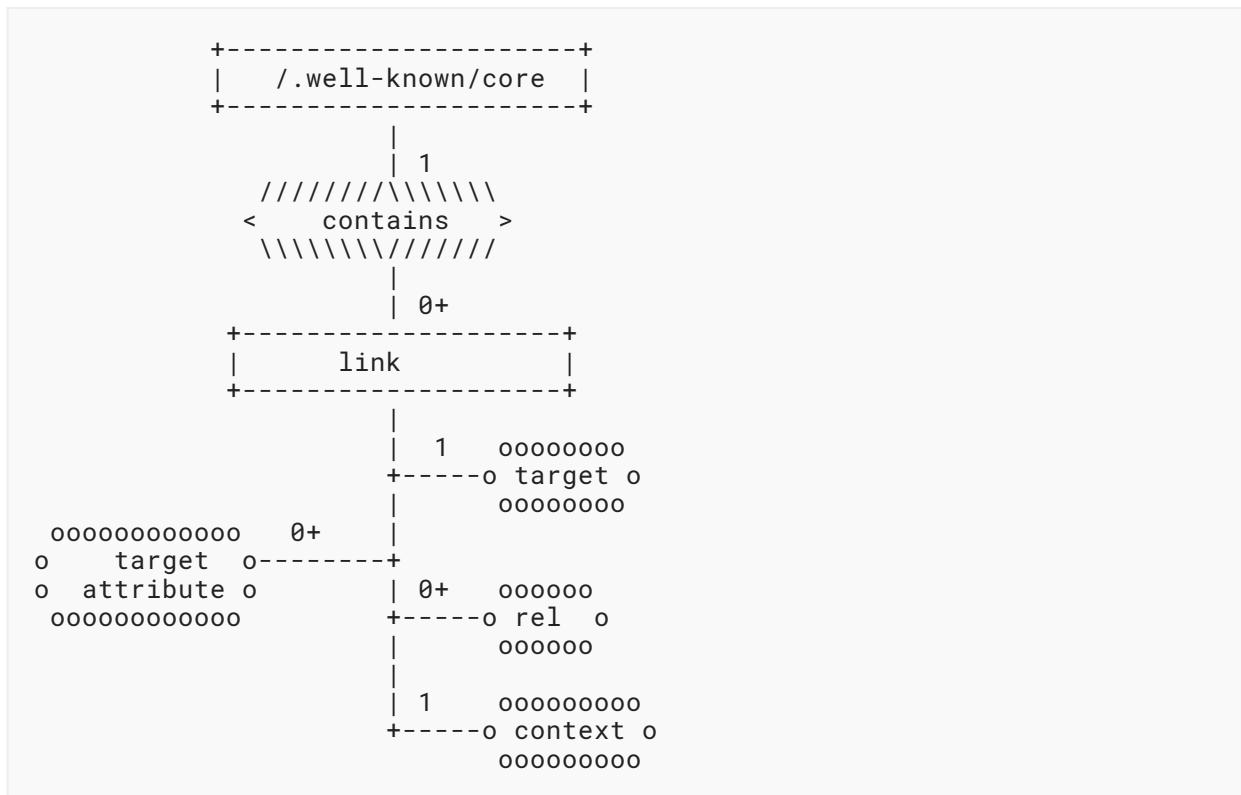 /.well-known/core
1
contains
0+
link
1
target
0+
target
attribute
0+
rel
1
context